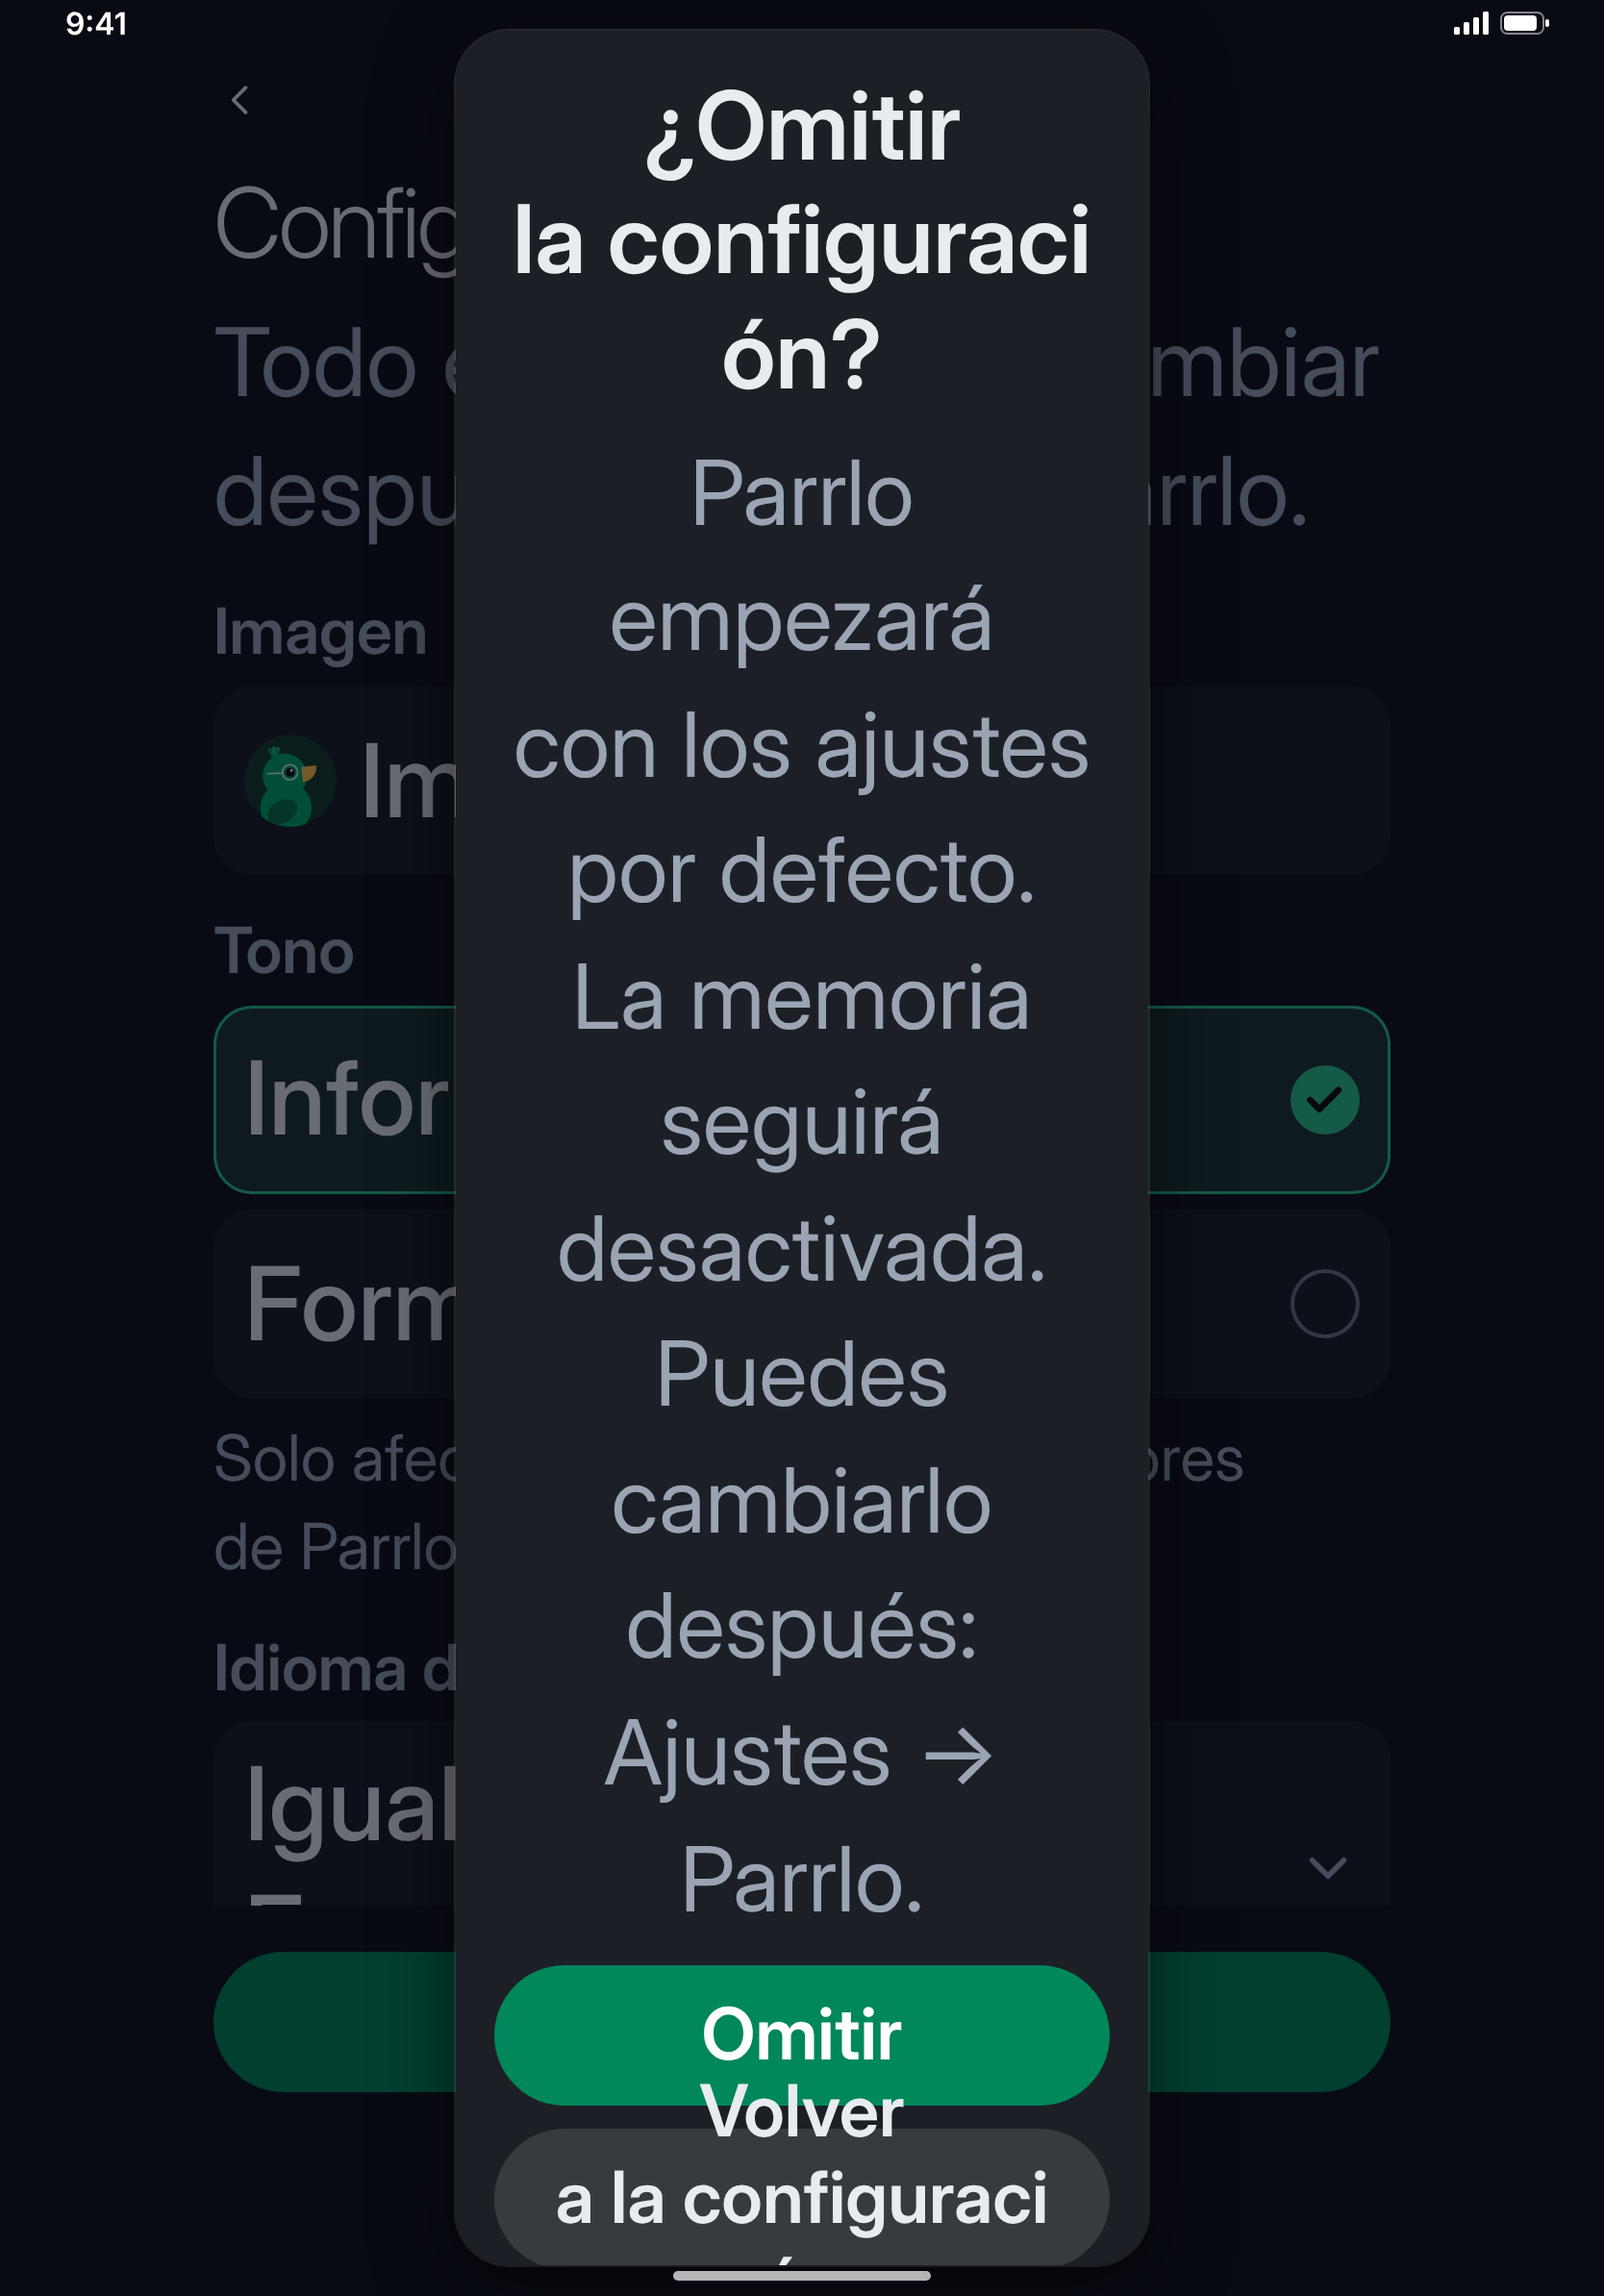 9:41
¿Omitir
la configuraci
ón?
Parrlo
empezará
con los ajustes
por defecto.
La memoria
seguirá
desactivada.
Puedes
cambiarlo
después:
Ajustes →
Parrlo.
Omitir
Volver
a la configuraci
Config
Todo
mbiar
despu
rrlo.
Imagen
Im
Tono
Infor
Form
Solo afec
ores
de Parrlo
Idioma d
Igual